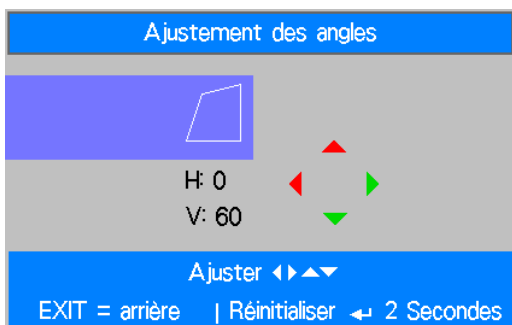 Ajustement des angles
H: 0
V: 60
Ajuster
EXIT = arrière | Réinitialiser ↵ 2 Secondes